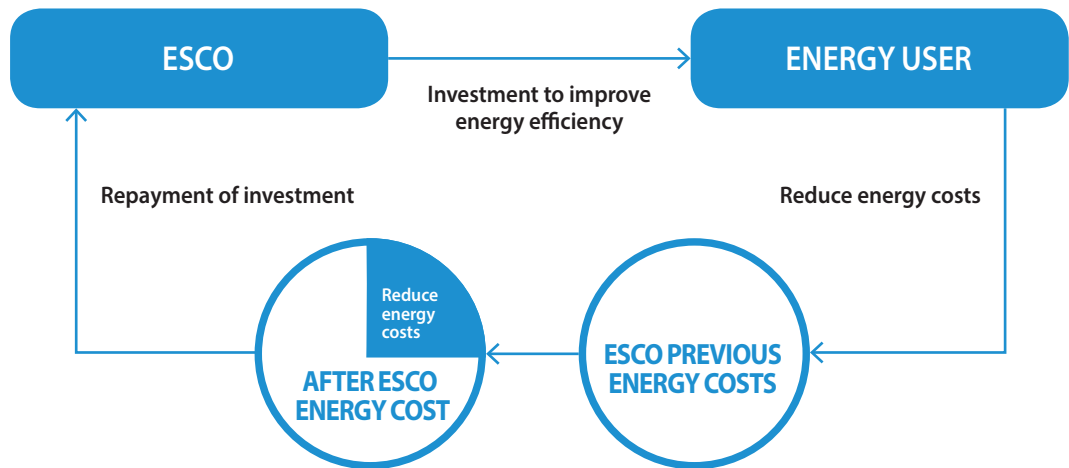 ESCO
ENERGY USER
Investment to improve
energy efficiency
Repayment of investment
Reduce energy costs
Reduce
energy
costs
AFTER ESCO
ENERGY COST
ESCO PREVIOUS
ENERGY COSTS